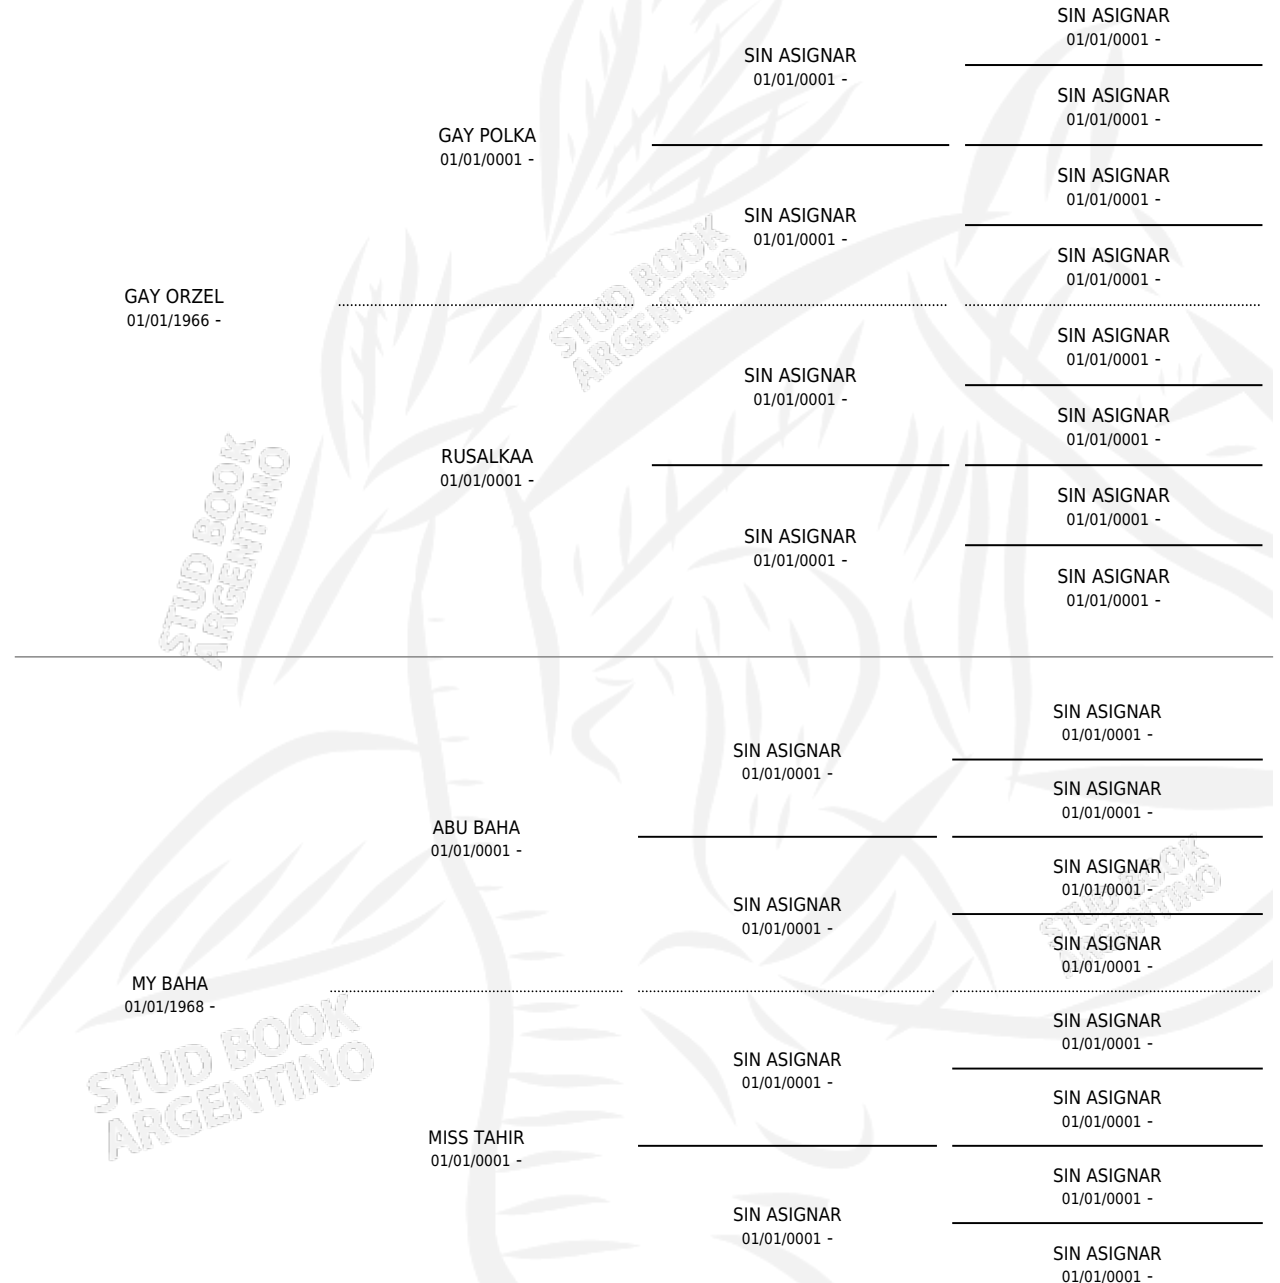 SIN ASIGNAR
01/01/0001 -
SIN ASIGNAR
01/01/0001 -
SIN ASIGNAR
01/01/0001 -
GAY POLKA
01/01/0001 -
SIN ASIGNAR
01/01/0001 -
SIN ASIGNAR
01/01/0001 -
SIN ASIGNAR
01/01/0001 -
GAY ORZEL
01/01/1966 -
STUD BOOK
ARGENTINO
SIN ASIGNAR
01/01/0001 -
SIN ASIGNAR
01/01/0001 -
SIN ASIGNAR
01/01/0001 -
RUSALKAA
01/01/0001 -
SIN ASIGNAR
01/01/0001 -
SIN ASIGNAR
01/01/0001 -
SIN ASIGNAR
01/01/0001 -
STUD BOOK
ARGENTINO
SIN ASIGNAR
01/01/0001 -
SIN ASIGNAR
01/01/0001 -
SIN ASIGNAR
01/01/0001 -
ABU BAHA
01/01/0001 -
SIN ASIGNAR
01/01/0001 -
SIN ASIGNAR
01/01/0001 -
STUD BOOK
ARGENTINO
SIN ASIGNAR
01/01/0001 -
MY BAHA
01/01/1968 -
STUD BOOK
ARGENTINO
SIN ASIGNAR
01/01/0001 -
SIN ASIGNAR
01/01/0001 -
SIN ASIGNAR
01/01/0001 -
MISS TAHIR
01/01/0001 -
SIN ASIGNAR
01/01/0001 -
SIN ASIGNAR
01/01/0001 -
SIN ASIGNAR
01/01/0001 -